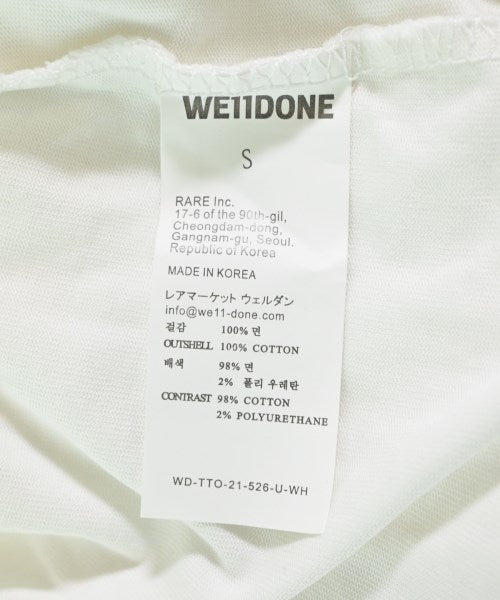 WE11DONE
S
RARE Inc.
17-6 of the 90th-gil,
Cheongdam-dong,
Gangnam-gu, Seoul.
Republic of Korea
MADE IN KOREA
レアマーケット ウェルダン
info@we11-done.com
겉감 100% 면
OUTSHELL 100% COTTON
배색 98% 면
2% 폴리 우레탄
CONTRAST 98% COTTON
2% POLYURETHANE
WD-TTO-21-526-U-WH